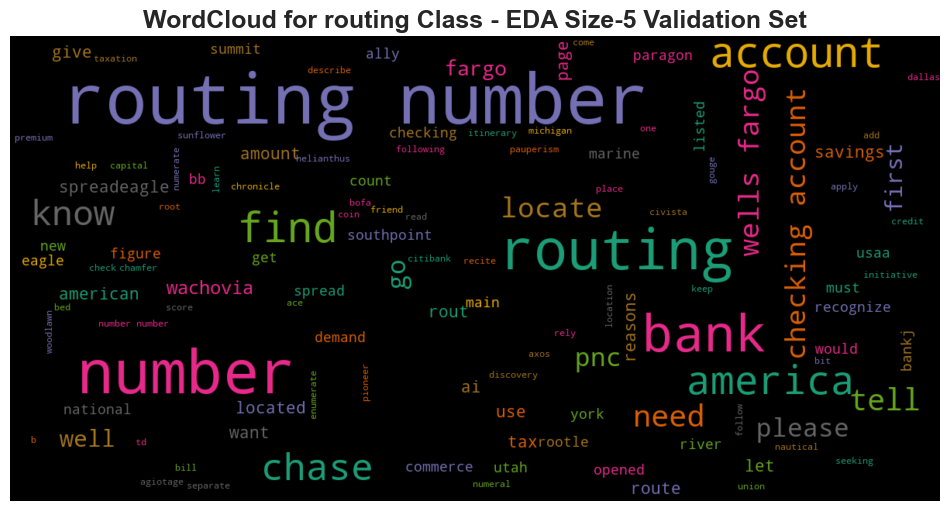 WordCloud for routing Class - EDA Size-5 Validation Set
give
taxation
summit
describe
ally
fargo
page
come
paragon
account
dallas
routing number
wells fargo
checking account
listed
premium
sunflower
checking
itinerary
michigan
one
add
help
capital
numerate
learn
bb
amount
helianthus
following
pauperism
marine
gouge
savings
first
spreadeagle
chronicle
count
place
apply
know
root
find
coin
bofa
friend
read
locate
civista
credit
new
eagle
figure
get
southpoint
go
citibank
recite
routing
usaa
check
chamfer
american
wachovia
spread
ace
main
keep
must
initiative
recognize
bed
score
rout
location
reasons
woodlawn
number number
demand
rely
bank
would
bit
bankj
number
enumerate
pioneer
axos
discovery
pnc
america
ai
tell
national
located
use
york
need
follow
please
b
well
td
want
tax
rootle
river
nautical
bill
chase
commerce
utah
opened
let
seeking
agiotage
separate
numeral
route
union